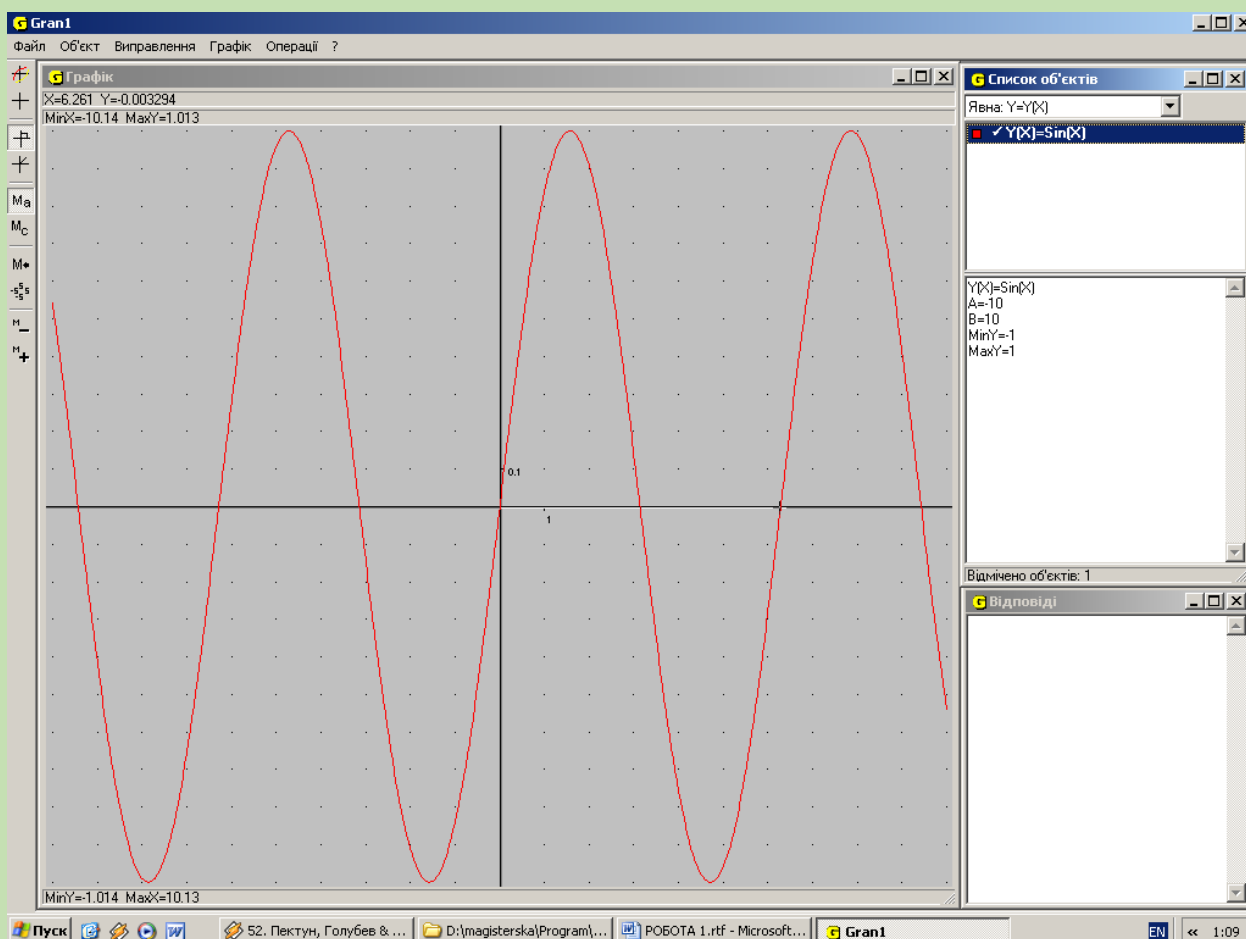 Gran1
Файл Об'єкт Виправлення Графік Операції ?
Графік
X=6.261 Y=-0.003294
MinX=-10.14 MaxY=1.013
0.1
1
MinY=-1.014 MaxX=10.13
Ma
Mc
Список об'єктів
Явна: Y=Y(X)
Y(X)=Sin(X)
Y(X)=Sin(X)
A=-10
B=10
MinY=-1
MaxY=1
Відмічено об'єктів: 1
Відповіді
Пуск 52. Пектун, Голубев & ... D:\magisterska\Program\... РОБОТА 1.rtf - Microsoft... Gran1 EN « 1:09